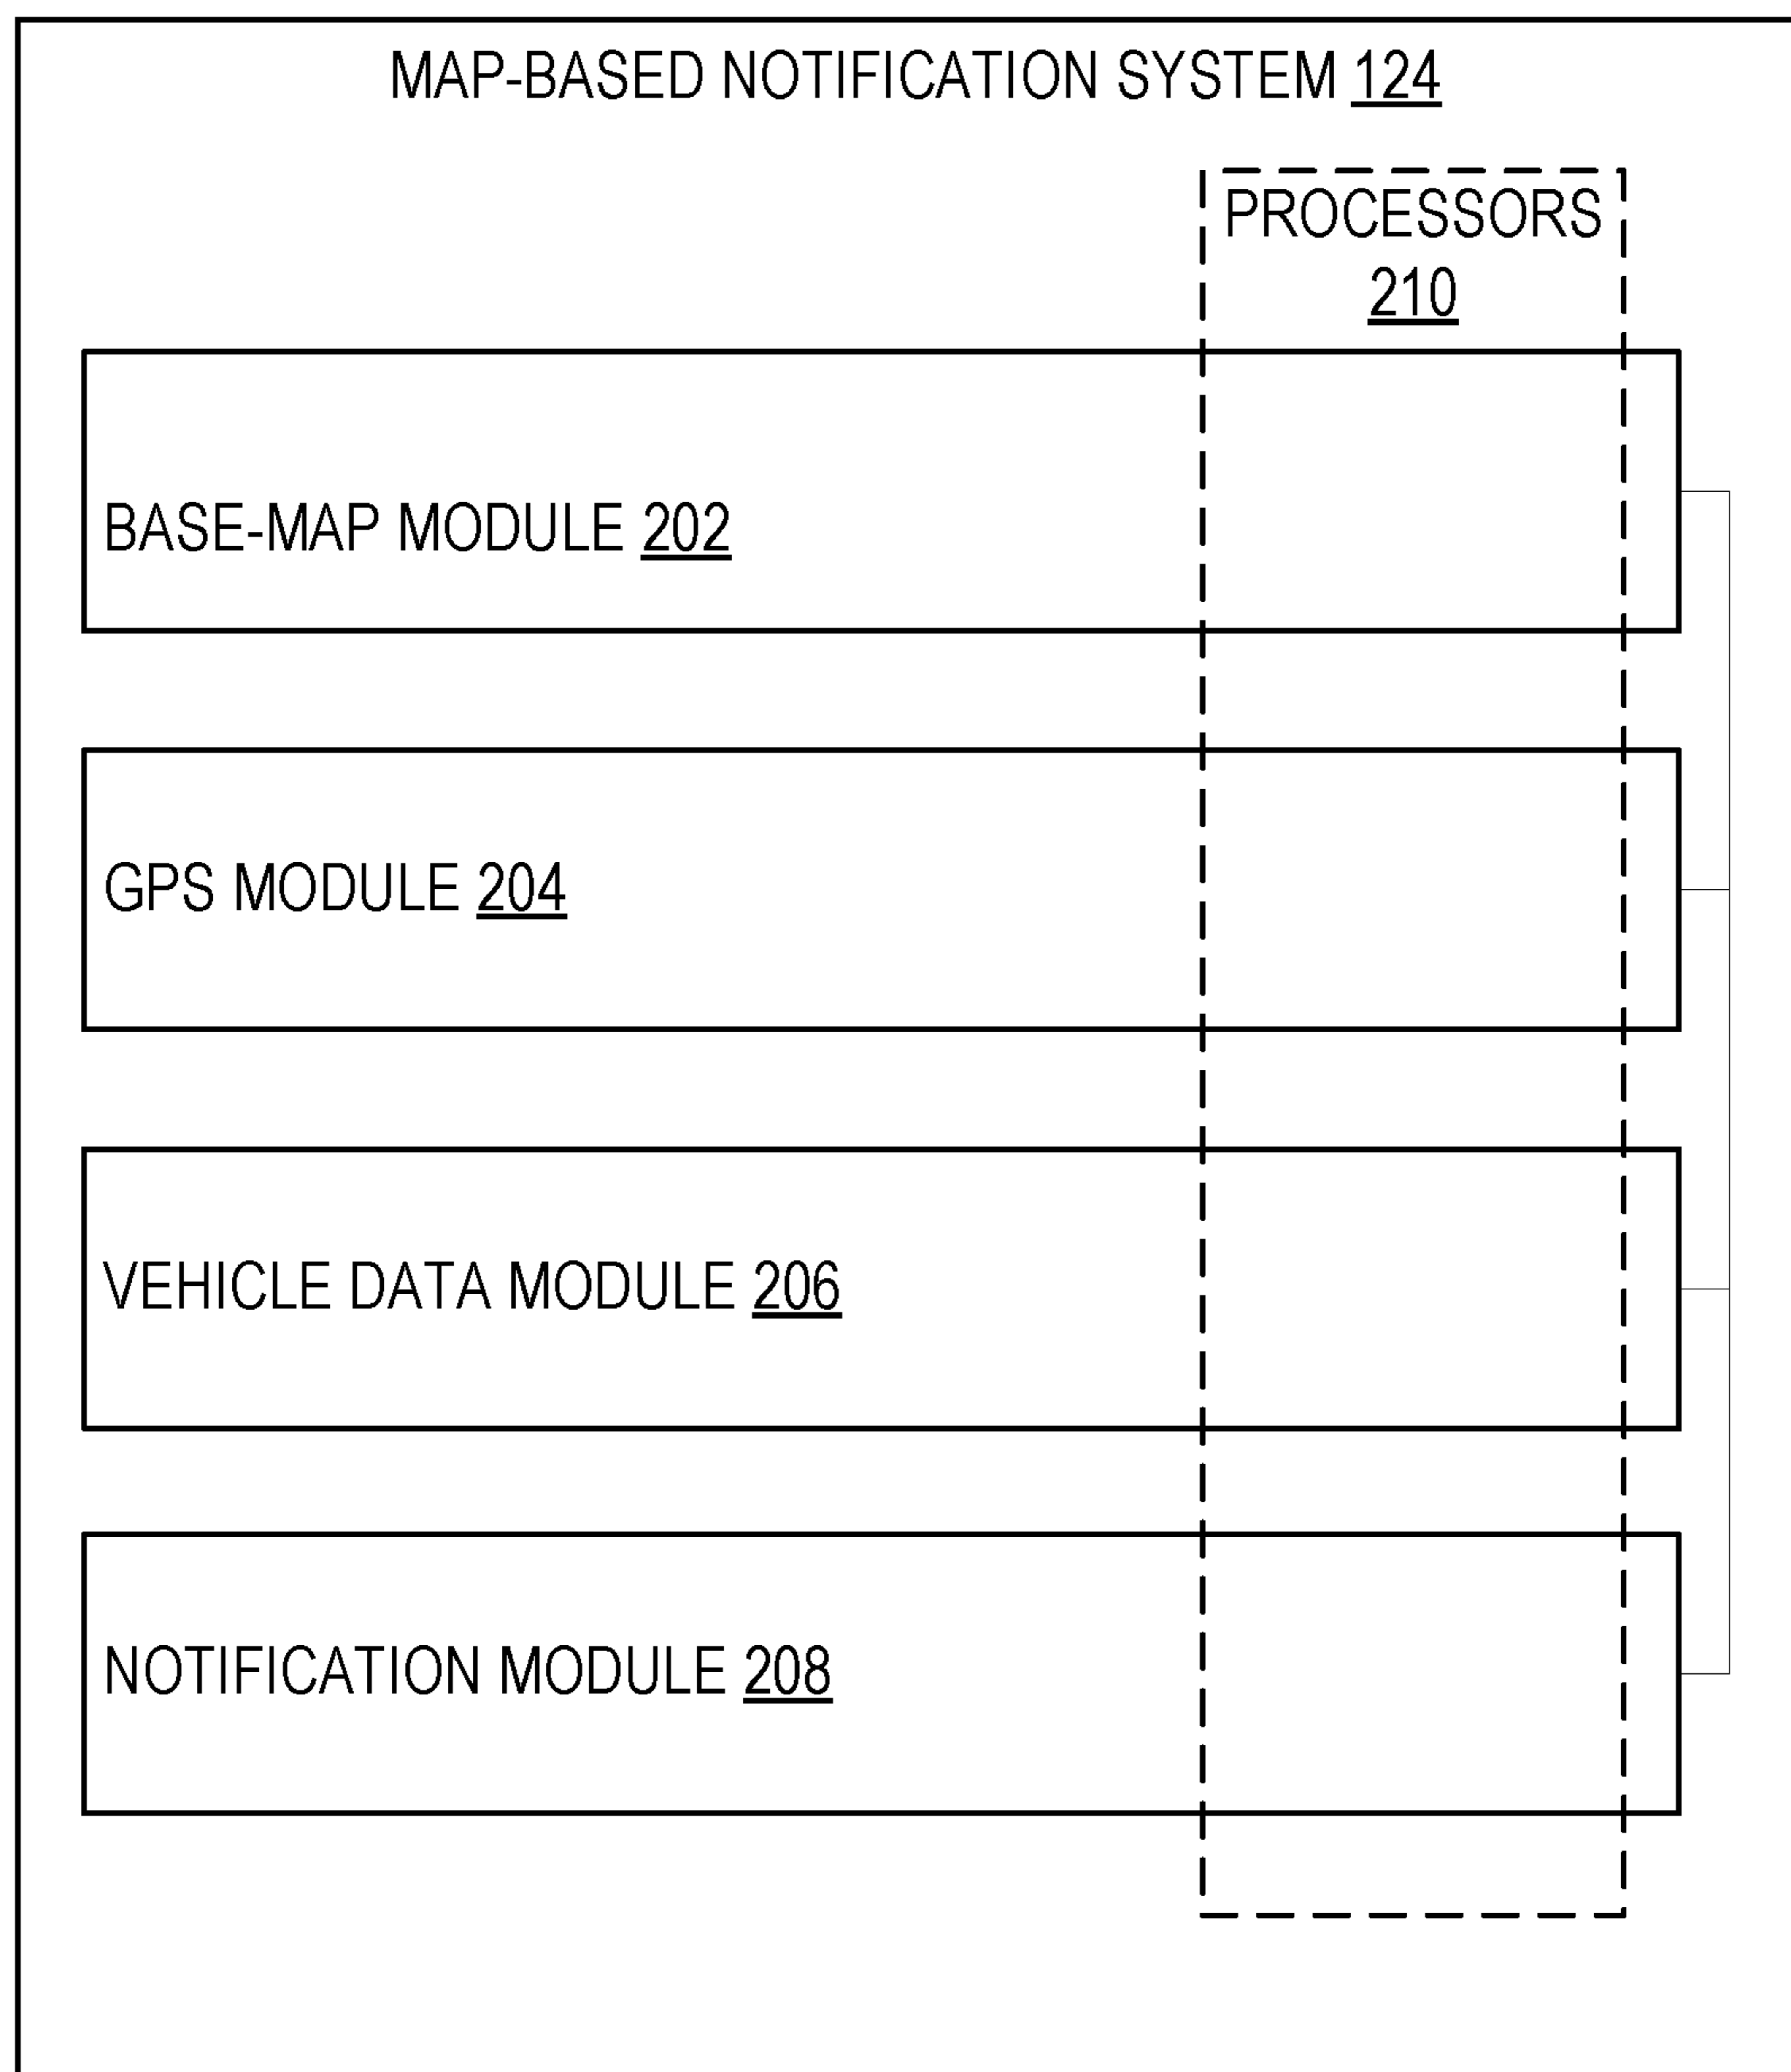 MAP-BASED NOTIFICATION SYSTEM 124
PROCESSORS
210
BASE-MAP MODULE 202
GPS MODULE 204
VEHICLE DATA MODULE 206
NOTIFICATION MODULE 208